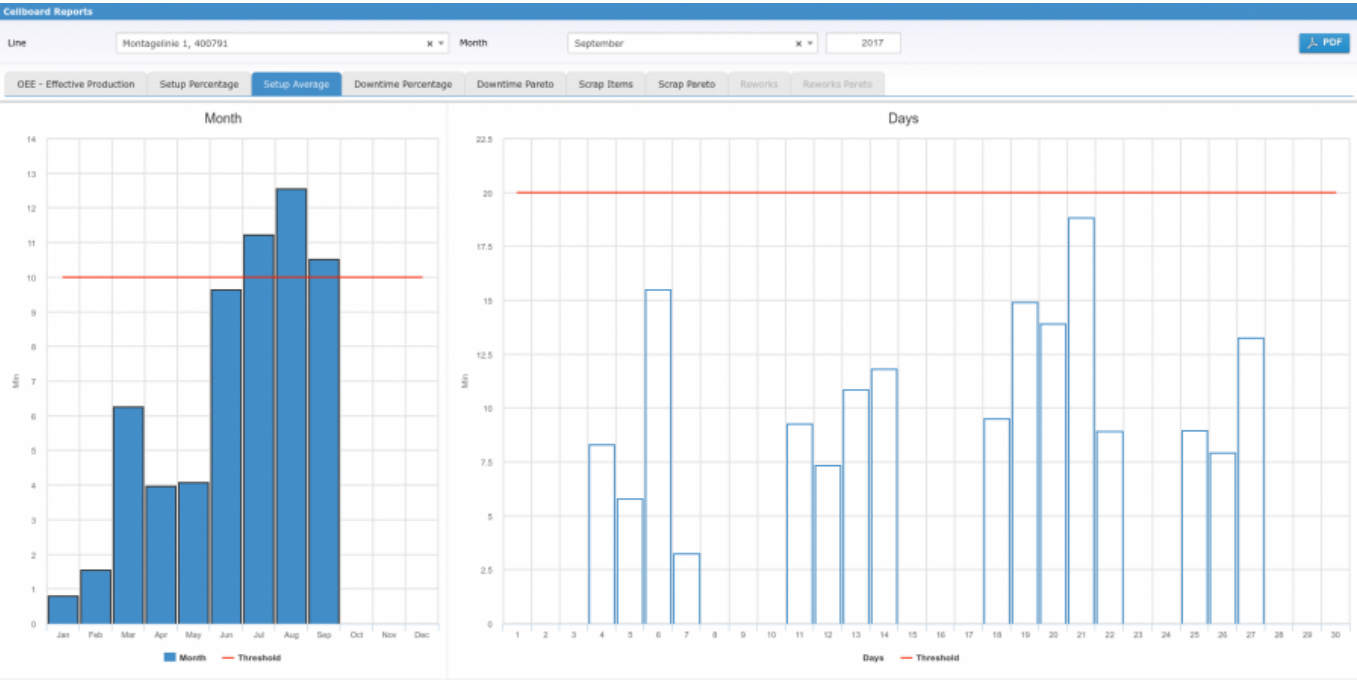 Cellboard Reports
Line Montagelinie 1, 400791 x Month September x 2017 PDF
OEE - Effective Production Setup Percentage Setup Average Downtime Percentage Downtime Pareto Scrap Items Scrap Pareto Reworks Reworks Pareto
Month
14
13
12
11
10
9
8
7
6
5
4
3
2
1
0
Min
Jan Feb Mar Apr May Jun Jul Aug Sep Oct Nov Dec
Month Threshold
Days
22.5
20
17.5
15
12.5
10
7.5
5
2.5
0
Min
1 2 3 4 5 6 7 8 9 10 11 12 13 14 15 16 17 18 19 20 21 22 23 24 25 26 27 28 29 30
Days Threshold